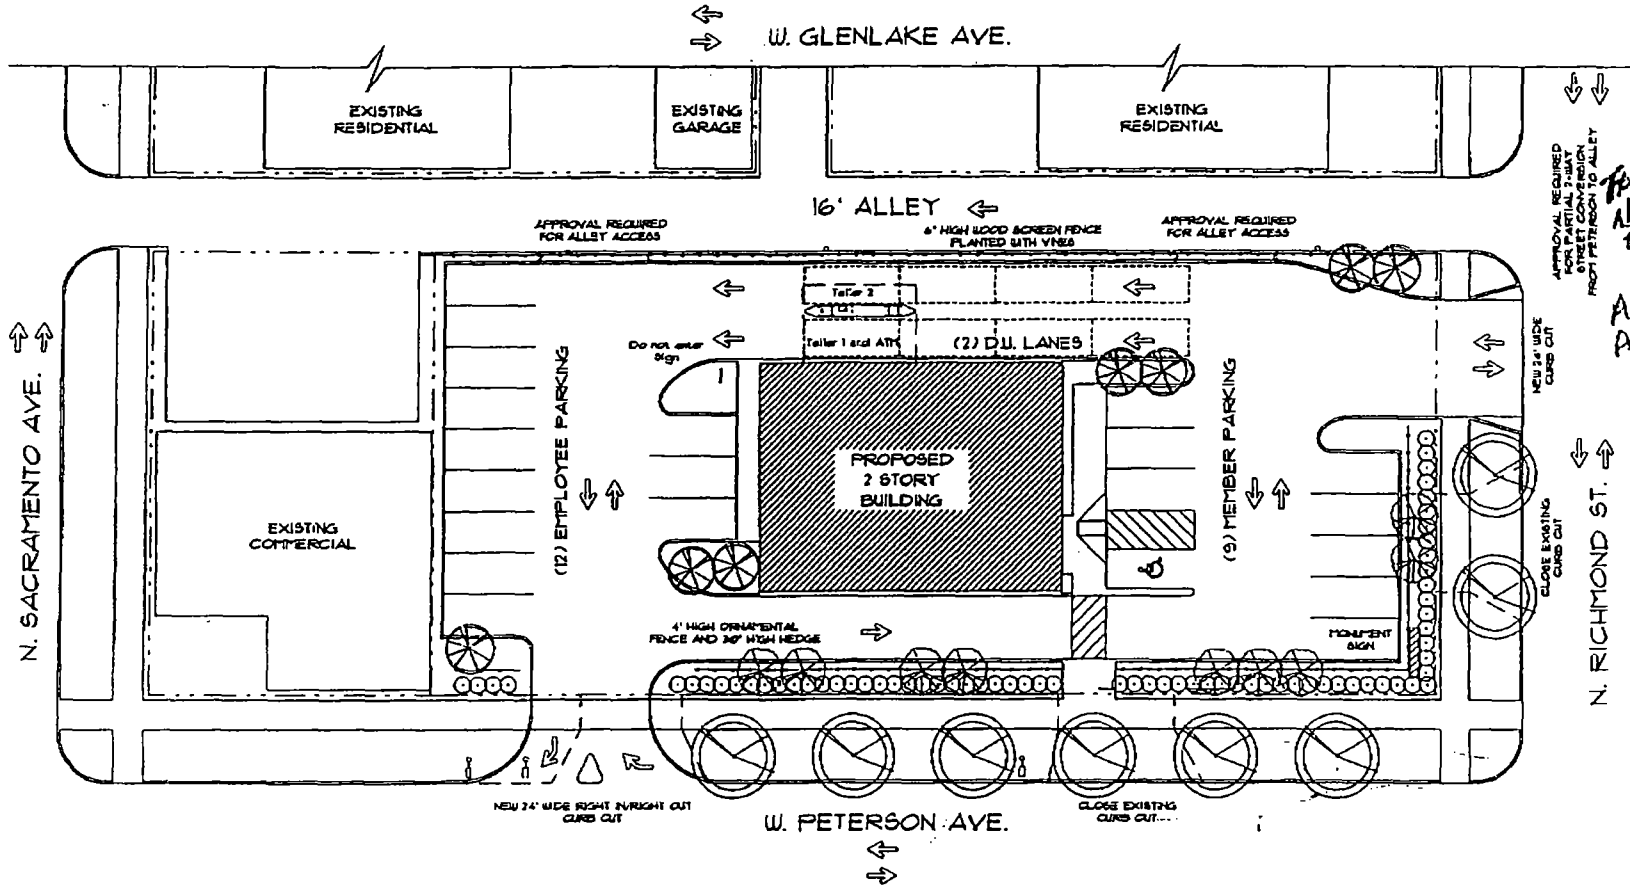 W. GLENLAKE AVE.
EXISTING
RESIDENTIAL
EXISTING
GARAGE
EXISTING
RESIDENTIAL
16' ALLEY
APPROVAL REQUIRED
FOR ALLEY ACCESS
6' HIGH WOOD SCREEN FENCE
PLANTED WITH VINES
APPROVAL REQUIRED
FOR ALLEY ACCESS
APPROVAL REQUIRED
FOR PARTIAL 2-WAY
STREET CONVERSION
FROM PETERSON TO ALLEY
Teller 2
Teller 1 and ATM
(2) D.U. LANES
Do not enter
Sign
NEW 24' WIDE
CURB CUT
N. SACRAMENTO AVE.
(12) EMPLOYEE PARKING
PROPOSED
2 STORY
BUILDING
(9) MEMBER PARKING
EXISTING
COMMERCIAL
CLOSE EXISTING
CURB CUT
N. RICHMOND ST.
4' HIGH ORNAMENTAL
FENCE AND 30" HIGH HEDGE
MONUMENT
SIGN
NEW 24' WIDE RIGHT IN/RIGHT OUT
CURB CUT
CLOSE EXISTING
CURB CUT
W. PETERSON AVE.